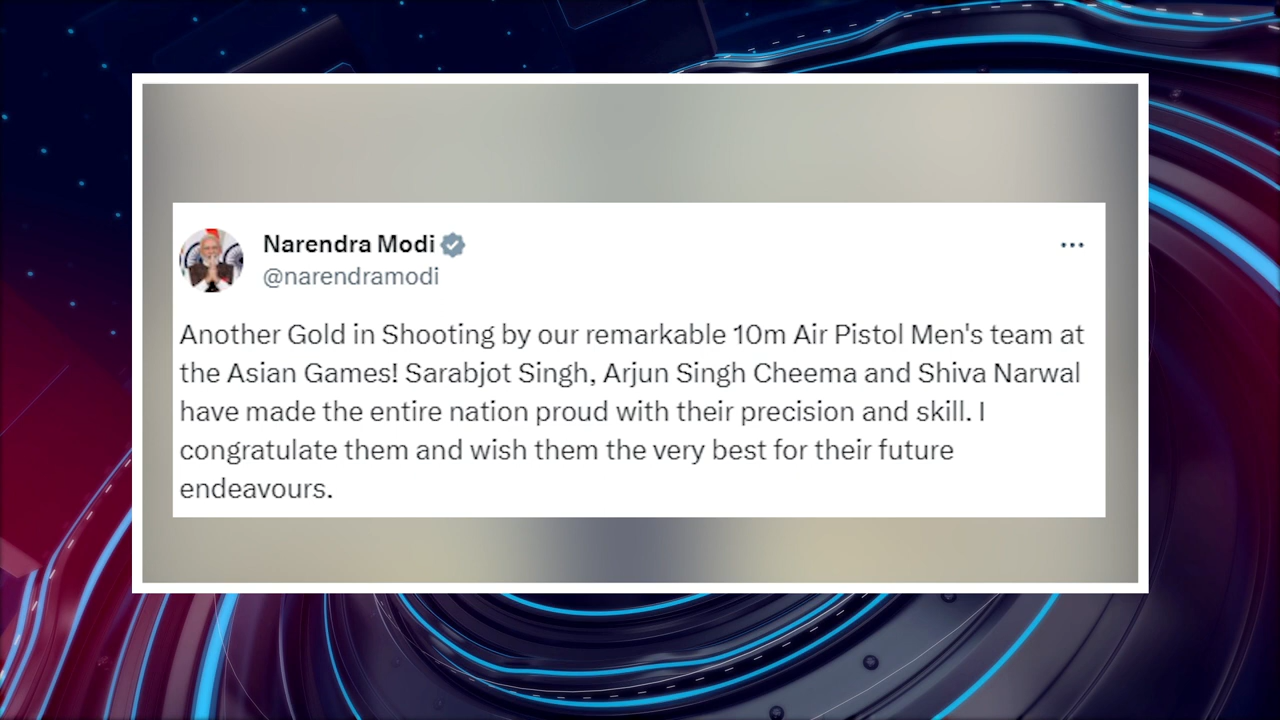 Narendra Modi
@narendramodi
Another Gold in Shooting by our remarkable 10m Air Pistol Men's team at
the Asian Games! Sarabjot Singh, Arjun Singh Cheema and Shiva Narwal
have made the entire nation proud with their precision and skill. I
congratulate them and wish them the very best for their future
endeavours.